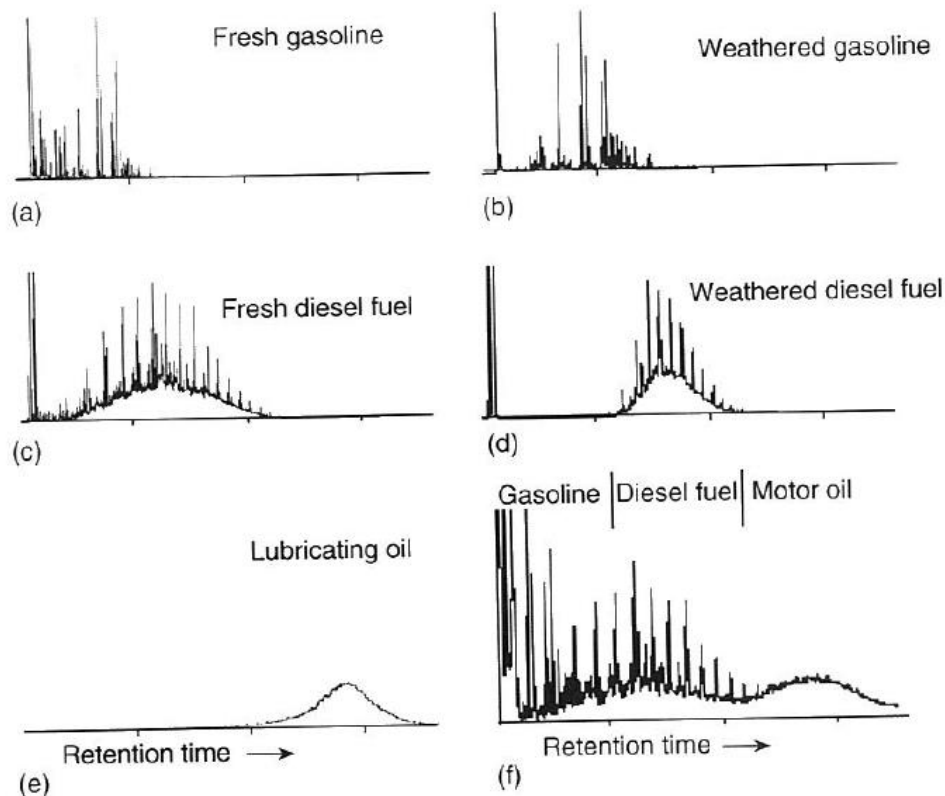 Fresh gasoline
(a)
Weathered gasoline
(b)
Fresh diesel fuel
(c)
Weathered diesel fuel
(d)
Lubricating oil
Retention time →
(e)
Gasoline | Diesel fuel | Motor oil
Retention time →
(f)